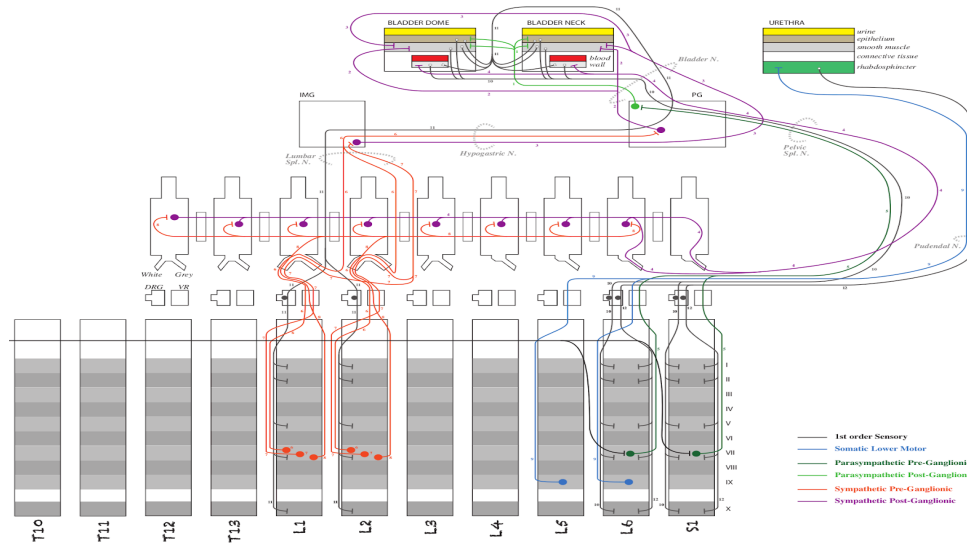 BLADDER DOME
BLADDER NECK
URETHRA
urine
epithelium
smooth muscle
connective tissue
rhabdosphincter
blood
wall
Bladder N.
IMG
PG
Lumbar
Spl. N.
Hypogastric N.
Pelvic
Spl. N.
Pudendal N.
White Grey
DRG VR
I
II
III
IV
V
VI
VII
VIII
IX
X
T10
T11
T12
T13
L1
L2
L3
L4
L5
L6
S1
1st order Sensory
Somatic Lower Motor
Parasympathetic Pre-Ganglioni
Parasympathetic Post-Ganglion
Sympathetic Pre-Ganglionic
Sympathetic Post-Ganglionic